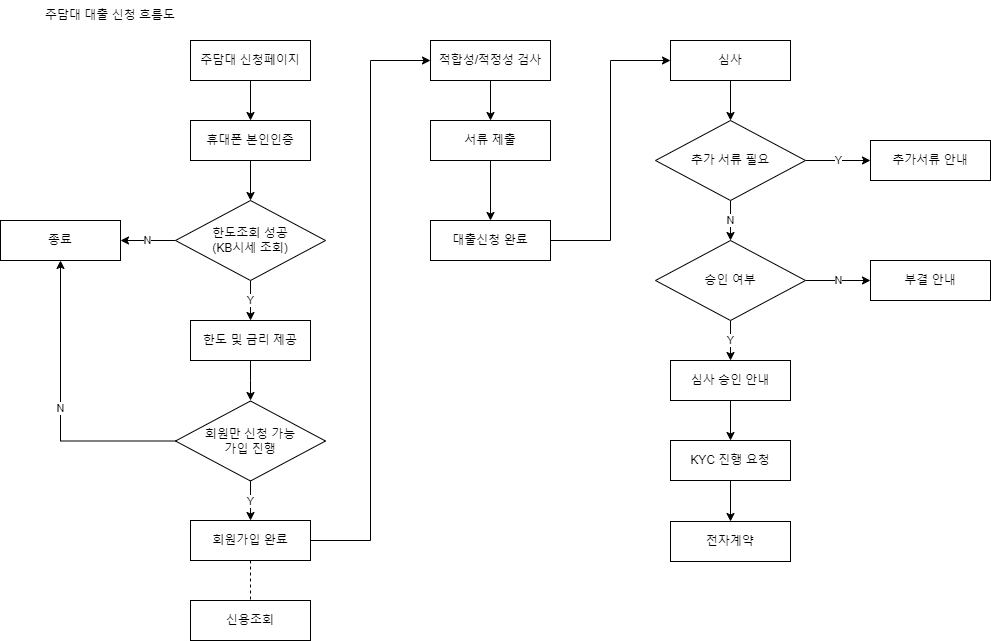 주담대 대출 신청 흐름도
주담대 신청페이지
휴대폰 본인인증
한도조회 성공
(KB시세 조회)
N
종료
Y
한도 및 금리 제공
회원만 신청 가능
가입 진행
N
Y
회원가입 완료
신용조회
적합성/적정성 검사
서류 제출
대출신청 완료
심사
추가 서류 필요
Y
추가서류 안내
N
승인 여부
N
부결 안내
Y
심사 승인 안내
KYC 진행 요청
전자계약